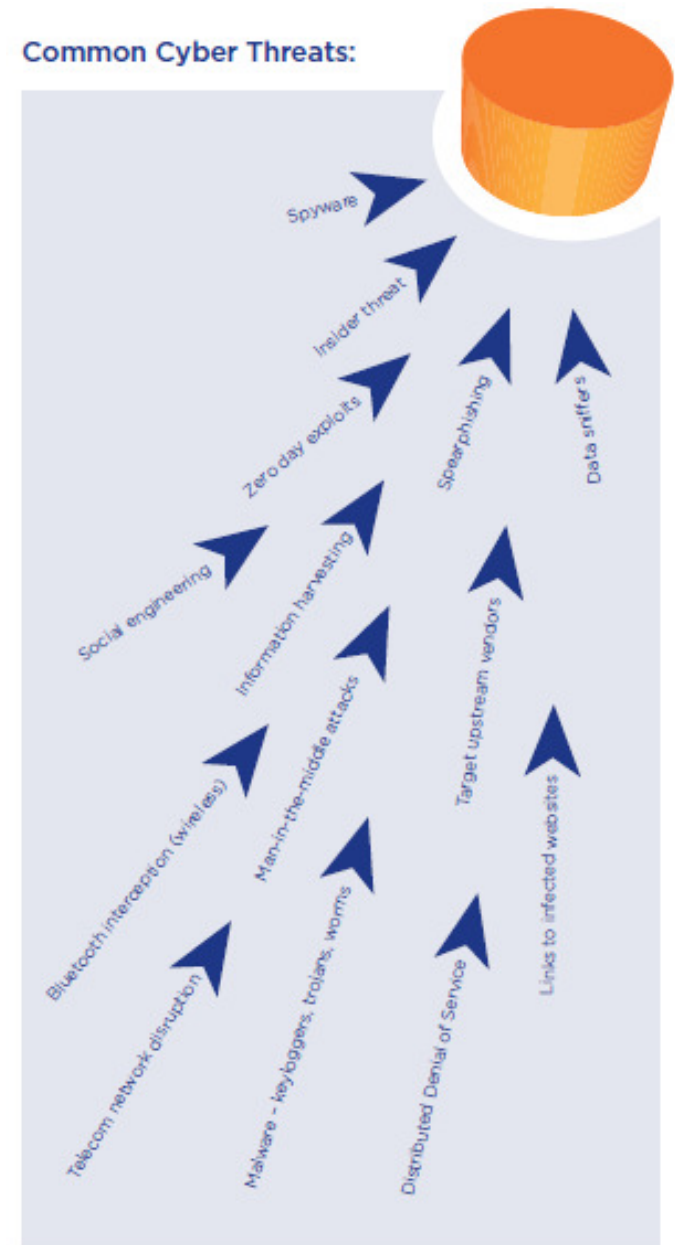 Common Cyber Threats:
Spyware
Insider threat
Zero day exploits
Spearphishing
Data sniffers
Social engineering
Information harvesting
Target upstream vendors
Man-in-the-middle attacks
Bluetooth interception (wireless)
Links to infected websites
Telecom network disruption
Malware - keyloggers, trojans, worms
Distributed Denial of Service